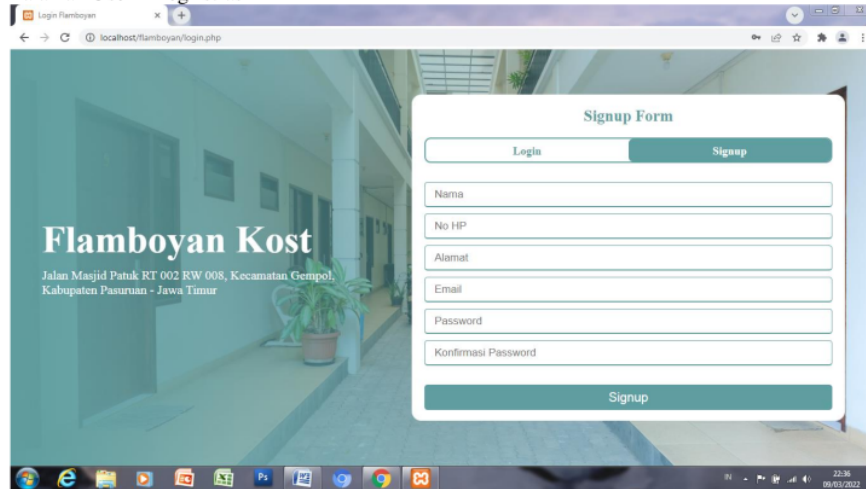 Login Flamboyan
localhost/flamboyan/login.php
Signup Form
Login
Signup
Flamboyan Kost
Jalan Masjid Patuk RT 002 RW 008, Kecamatan Gempol,
Kabupaten Pasuruan - Jawa Timur
Nama
No HP
Alamat
Email
Password
Konfirmasi Password
Signup
Ps
IN
22:36
09/03/2022